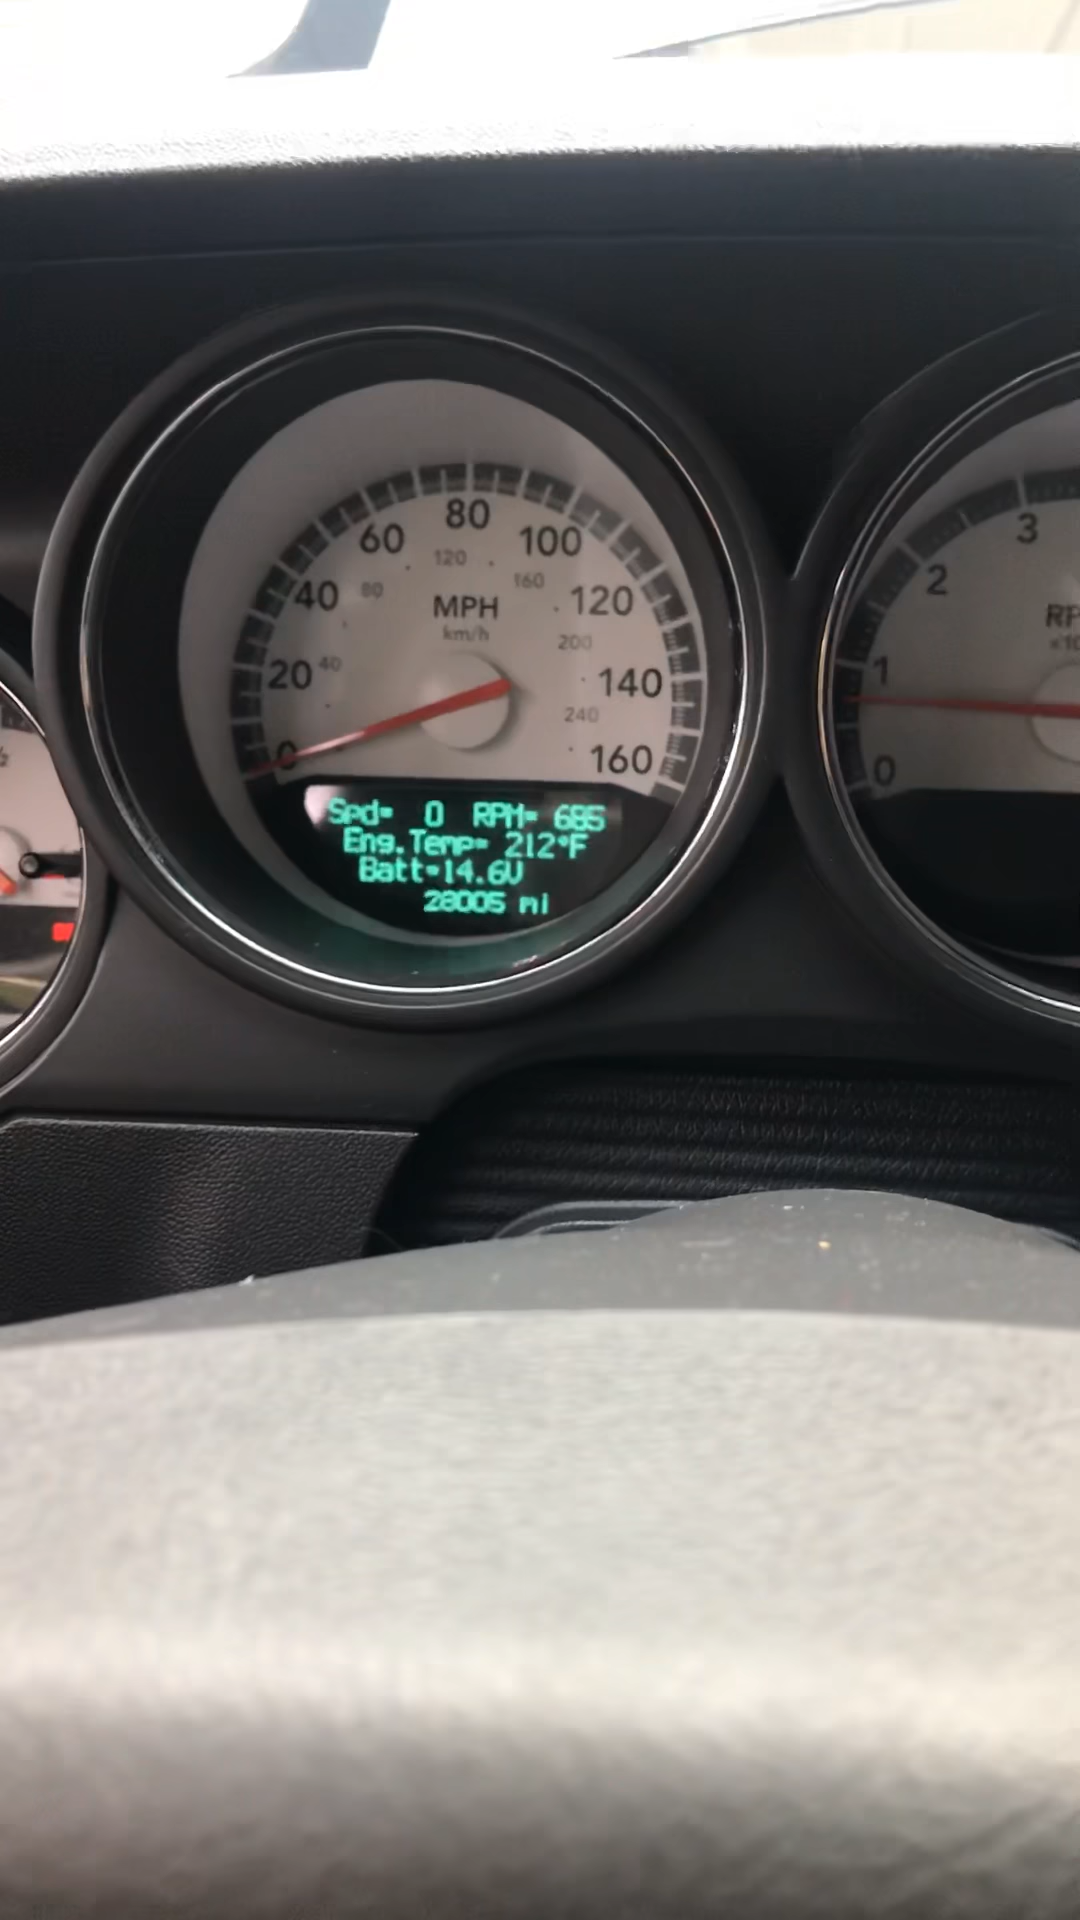 80
60 100
120
160
40 80 120
MPH
km/h
200
20 40 140
240
0 160
Spd= 0 RPM= 685
Eng.Temp= 212°F
Batt=14.6V
28005 mi
3
2
1
0